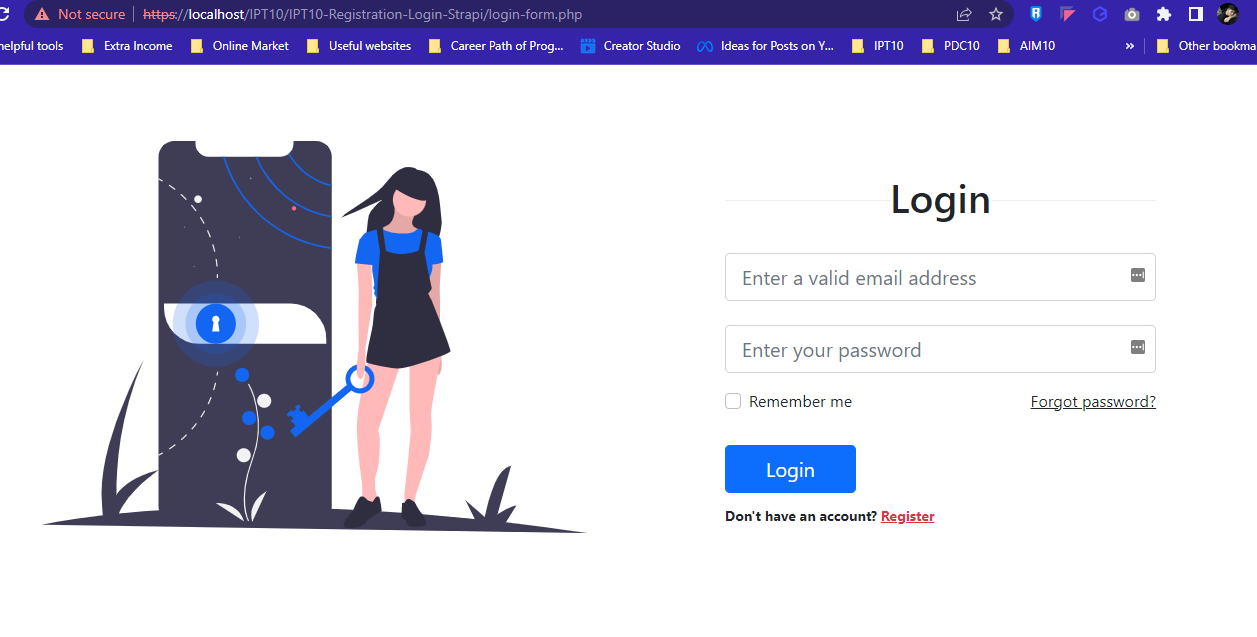 Not secure | https://localhost/IPT10/IPT10-Registration-Login-Strapi/login-form.php
helpful tools Extra Income Online Market Useful websites Career Path of Prog... Creator Studio Ideas for Posts on Y... IPT10 PDC10 AIM10 » Other bookma
Login
Enter a valid email address
Enter your password
Remember me Forgot password?
Login
Don't have an account? Register